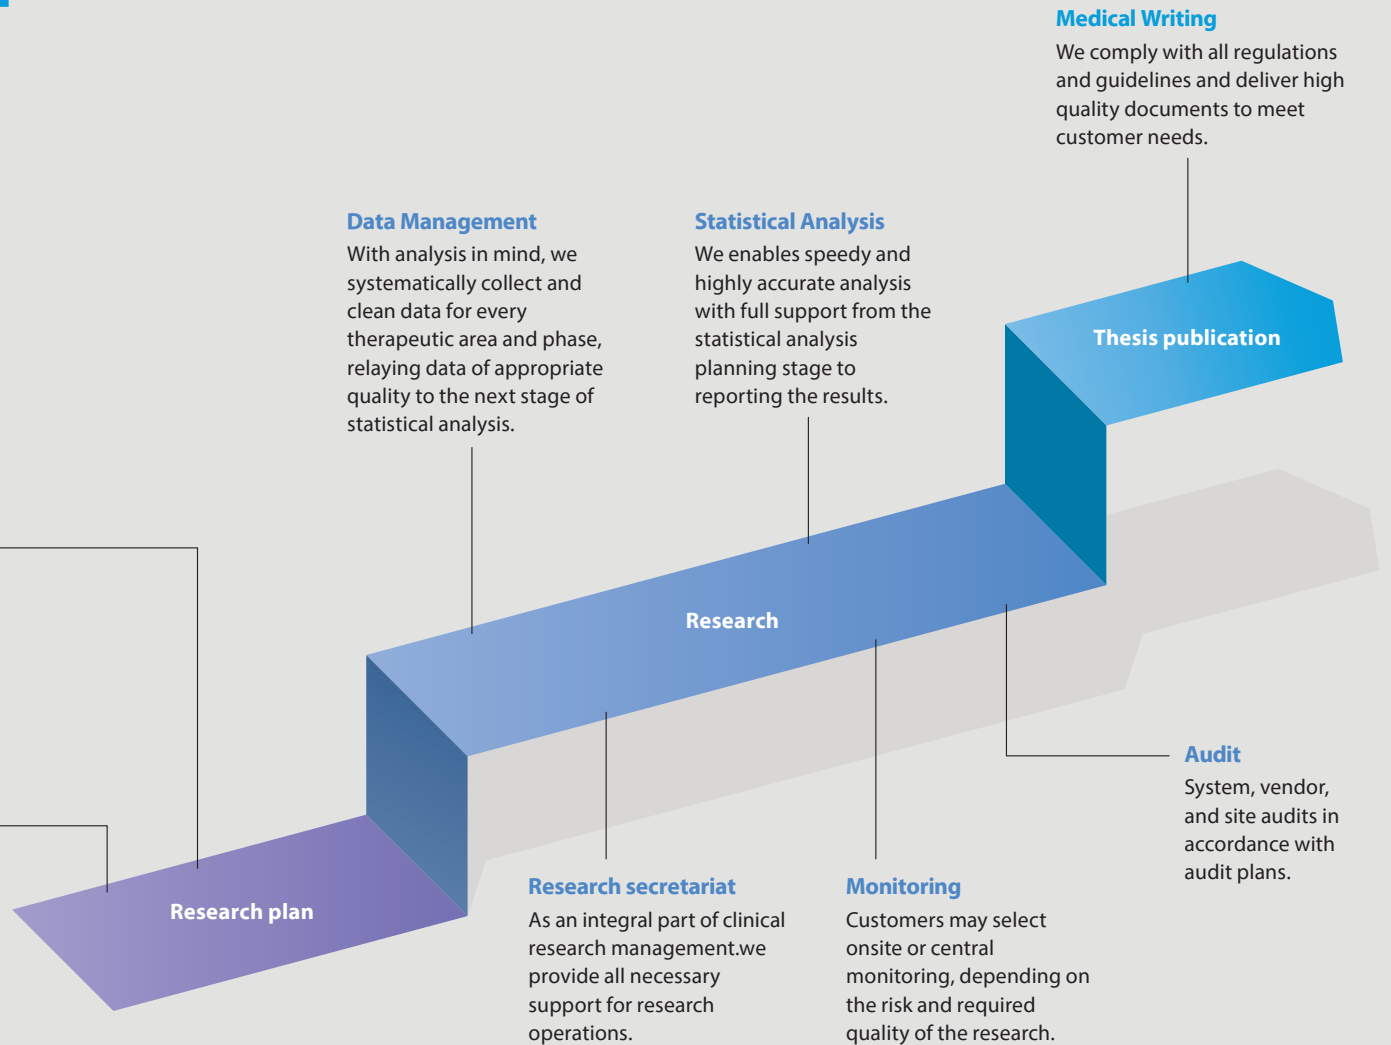 Medical Writing
We comply with all regulations
and guidelines and deliver high
quality documents to meet
customer needs.
Data Management
With analysis in mind, we
systematically collect and
clean data for every
therapeutic area and phase,
relaying data of appropriate
quality to the next stage of
statistical analysis.
Statistical Analysis
We enables speedy and
highly accurate analysis
with full support from the
statistical analysis
planning stage to
reporting the results.
Thesis publication
Research
Research plan
Research secretariat
As an integral part of clinical
research management.we
provide all necessary
support for research
operations.
Monitoring
Customers may select
onsite or central
monitoring, depending on
the risk and required
quality of the research.
Audit
System, vendor,
and site audits in
accordance with
audit plans.